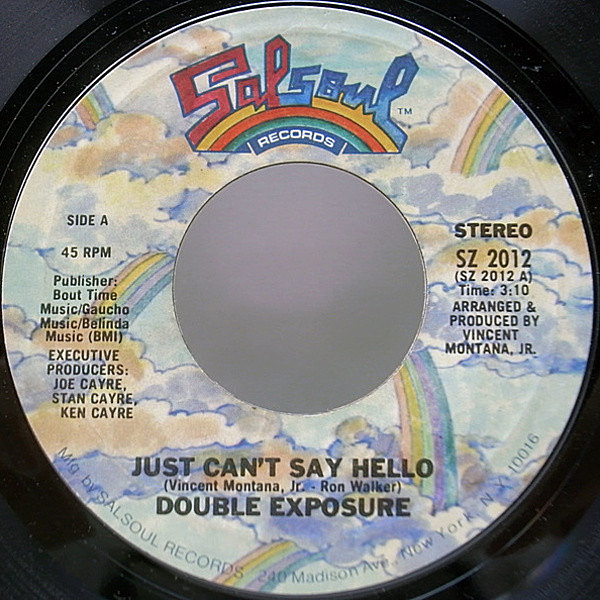 Salsoul TM
RECORDS
SIDE A
45 RPM
Publisher:
Bout Time
Music/Gaucho
Music/Belinda
Music (BMI)
EXECUTIVE
PRODUCERS:
JOE CAYRE,
STAN CAYRE,
KEN CAYRE
STEREO
SZ 2012
(SZ 2012 A)
Time: 3:10
ARRANGED &
PRODUCED BY
VINCENT
MONTANA, JR.
JUST CAN'T SAY HELLO
(Vincent Montana, Jr. - Ron Walker)
DOUBLE EXPOSURE
Mfg. by SALSOUL RECORDS 240 Madison Ave., New York, N.Y. 10016